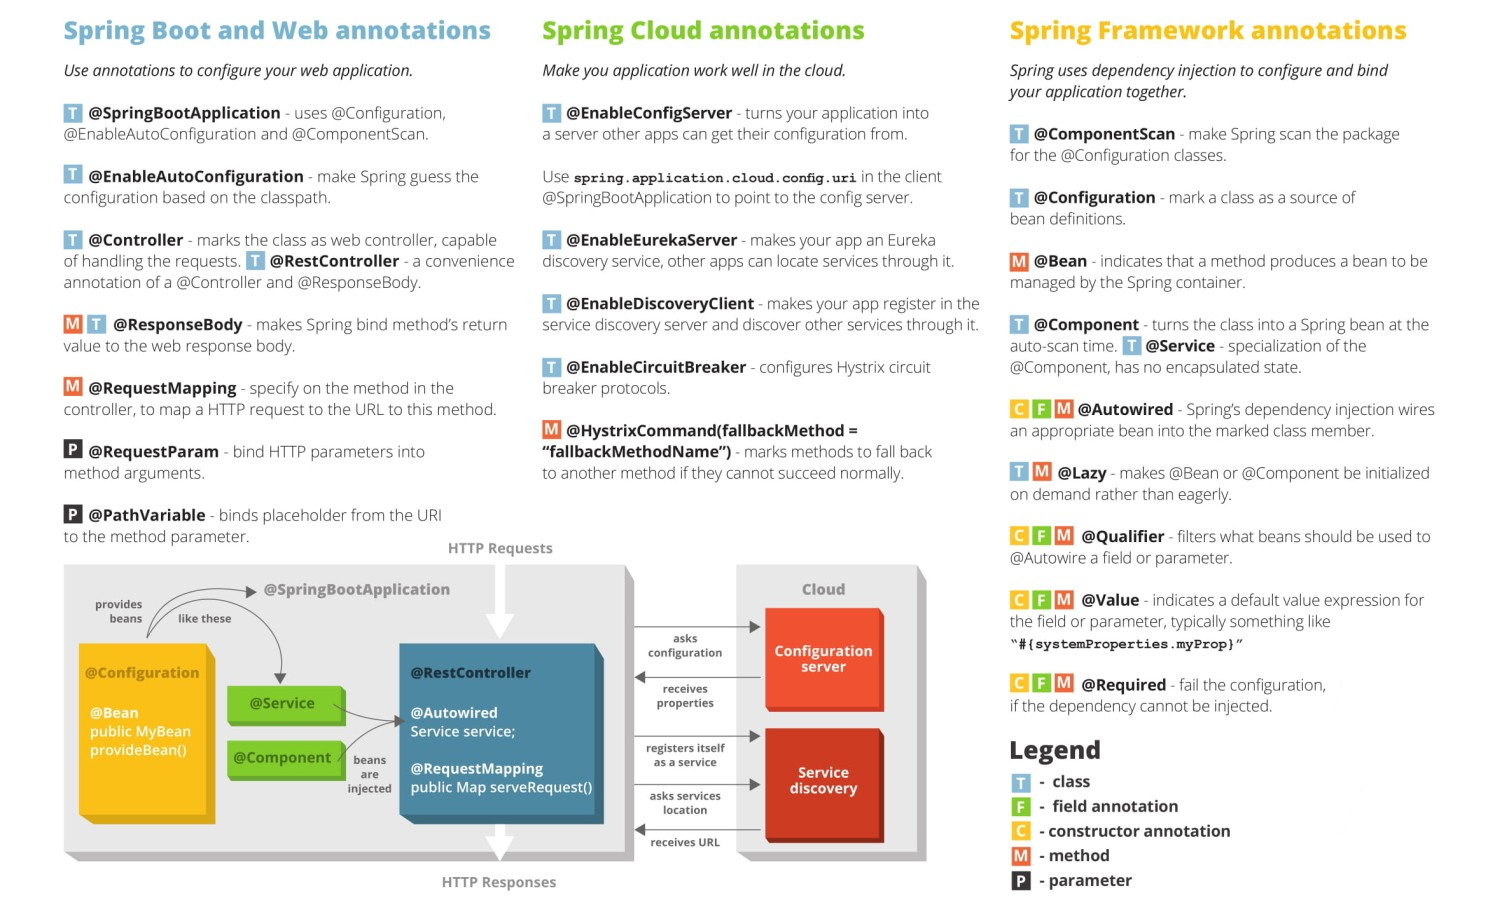 Spring Boot and Web annotations
Use annotations to configure your web application.
T @SpringBootApplication - uses @Configuration,
@EnableAutoConfiguration and @ComponentScan.
T @EnableAutoConfiguration - make Spring guess the
configuration based on the classpath.
T @Controller - marks the class as web controller, capable
of handling the requests. T @RestController - a convenience
annotation of a @Controller and @ResponseBody.
M T @ResponseBody - makes Spring bind method’s return
value to the web response body.
M @RequestMapping - specify on the method in the
controller, to map a HTTP request to the URL to this method.
P @RequestParam - bind HTTP parameters into
method arguments.
P @PathVariable - binds placeholder from the URI
to the method parameter.
Spring Cloud annotations
Make you application work well in the cloud.
T @EnableConfigServer - turns your application into
a server other apps can get their configuration from.
Use spring.application.cloud.config.uri in the client
@SpringBootApplication to point to the config server.
T @EnableEurekaServer - makes your app an Eureka
discovery service, other apps can locate services through it.
T @EnableDiscoveryClient - makes your app register in the
service discovery server and discover other services through it.
T @EnableCircuitBreaker - configures Hystrix circuit
breaker protocols.
M @HystrixCommand(fallbackMethod =
“fallbackMethodName”) - marks methods to fall back
to another method if they cannot succeed normally.
Spring Framework annotations
Spring uses dependency injection to configure and bind
your application together.
T @ComponentScan - make Spring scan the package
for the @Configuration classes.
T @Configuration - mark a class as a source of
bean definitions.
M @Bean - indicates that a method produces a bean to be
managed by the Spring container.
T @Component - turns the class into a Spring bean at the
auto-scan time. T @Service - specialization of the
@Component, has no encapsulated state.
C F M @Autowired - Spring’s dependency injection wires
an appropriate bean into the marked class member.
T M @Lazy - makes @Bean or @Component be initialized
on demand rather than eagerly.
C F M @Qualifier - filters what beans should be used to
@Autowire a field or parameter.
C F M @Value - indicates a default value expression for
the field or parameter, typically something like
“#{systemProperties.myProp}”
C F M @Required - fail the configuration,
if the dependency cannot be injected.
Legend
T - class
F - field annotation
C - constructor annotation
M - method
P - parameter
HTTP Requests
@SpringBootApplication
provides
beans
like these
@Configuration
@Bean
public MyBean
provideBean()
@Service
@Component
beans
are
injected
@RestController
@Autowired
Service service;
@RequestMapping
public Map serveRequest()
HTTP Responses
asks
configuration
receives
properties
registers itself
as a service
asks services
location
receives URL
Cloud
Configuration
server
Service
discovery